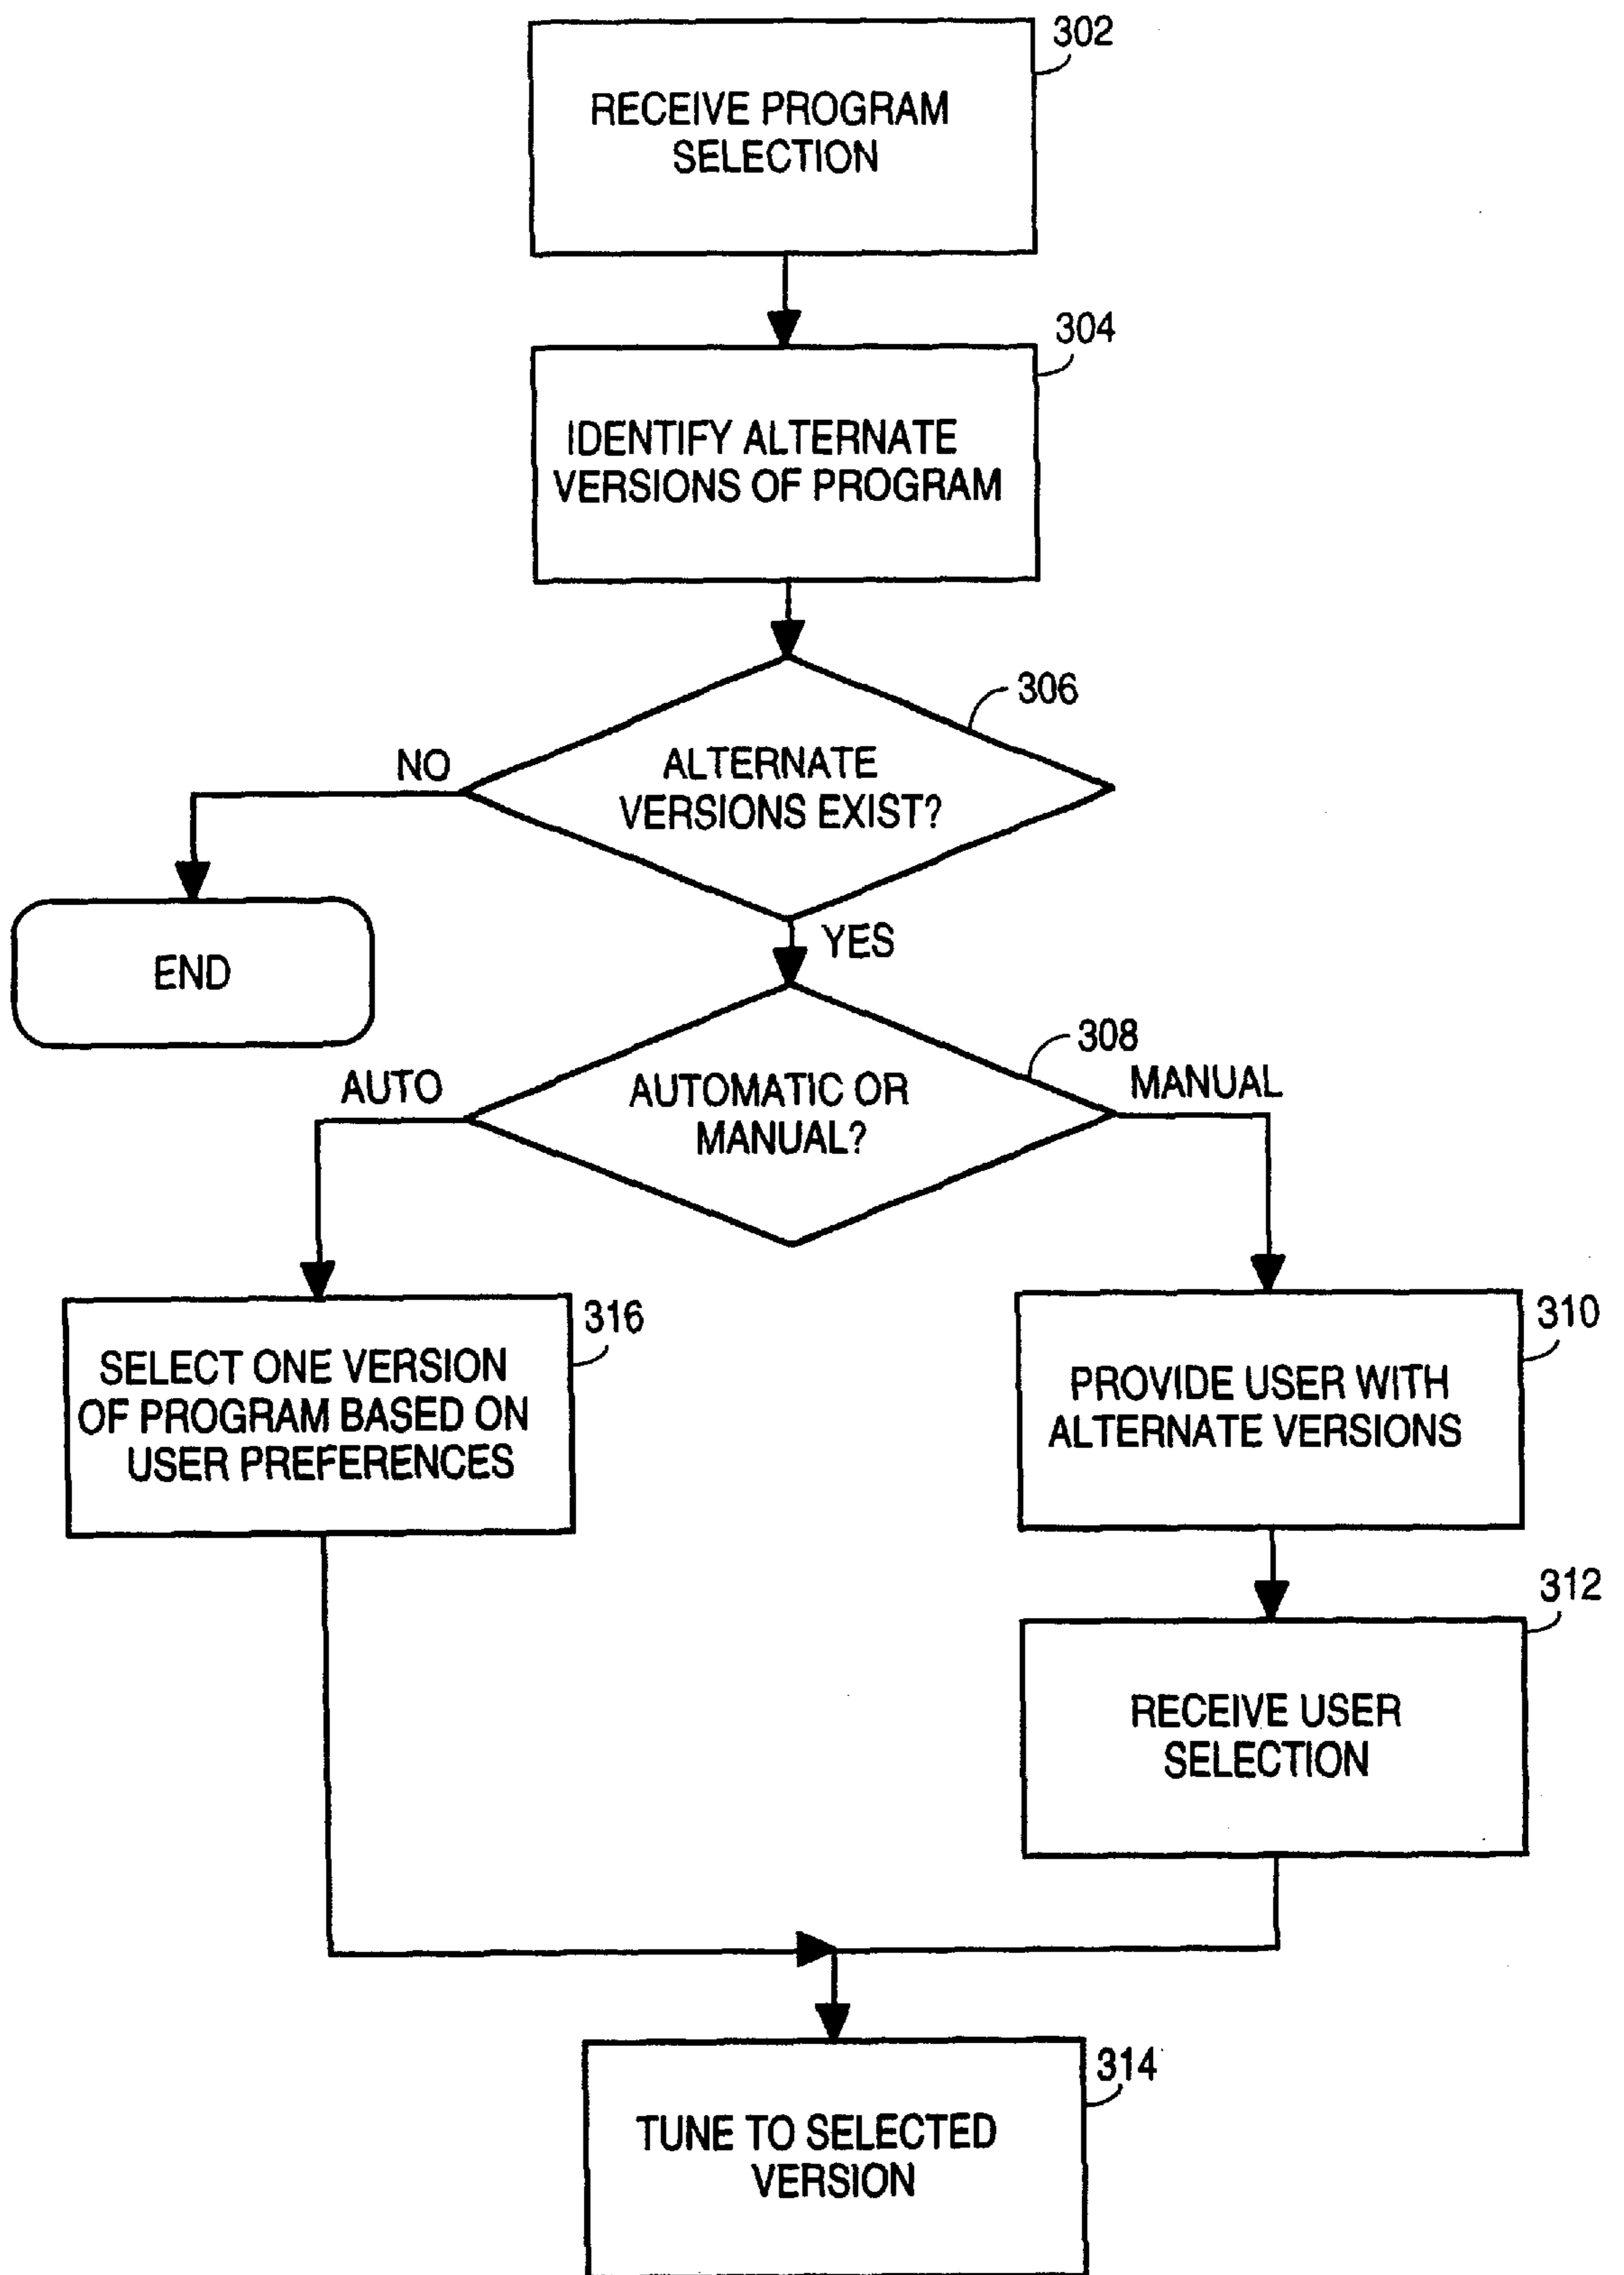 302
RECEIVE PROGRAM
SELECTION
304
IDENTIFY ALTERNATE
VERSIONS OF PROGRAM
306
NO
ALTERNATE
VERSIONS EXIST?
YES
END
308
AUTO
AUTOMATIC OR
MANUAL?
MANUAL
316
SELECT ONE VERSION
OF PROGRAM BASED ON
USER PREFERENCES
310
PROVIDE USER WITH
ALTERNATE VERSIONS
312
RECEIVE USER
SELECTION
314
TUNE TO SELECTED
VERSION